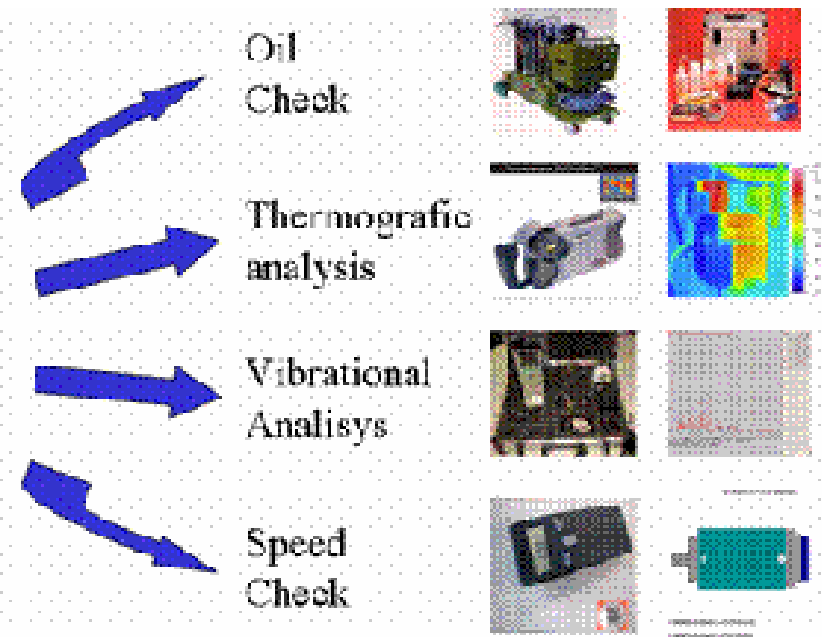 Oil
Check
Thermografic
analysis
Vibrational
Analisys
Speed
Check